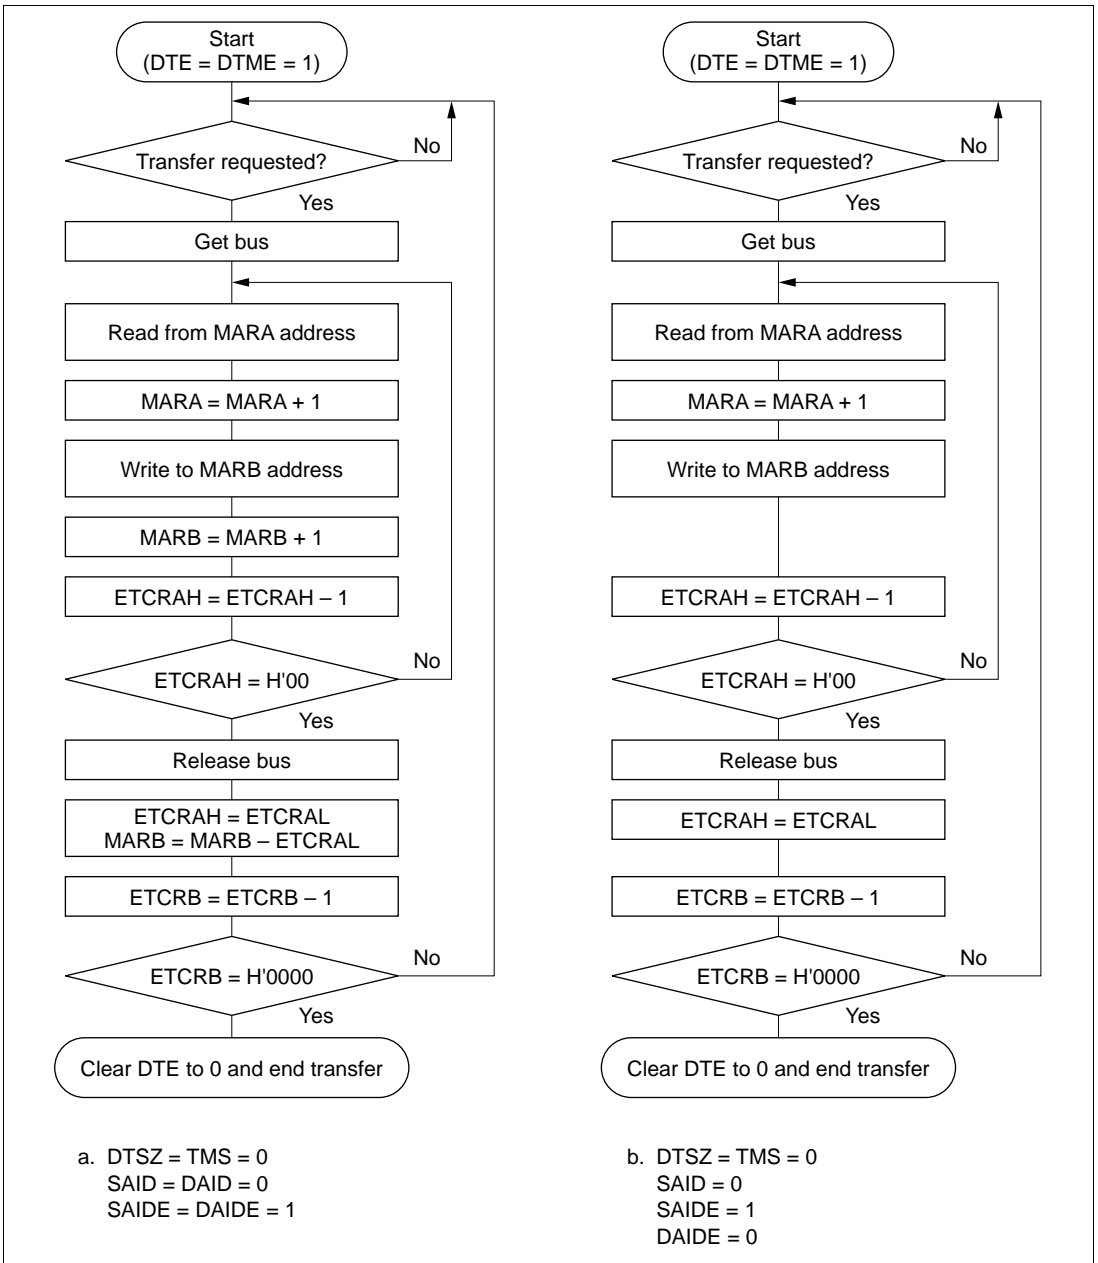 Start
(DTE = DTME = 1)
Transfer requested?
No
Yes
Get bus
Read from MARA address
MARA = MARA + 1
Write to MARB address
MARB = MARB + 1
ETCRAH = ETCRAH – 1
ETCRAH = H'00
No
Yes
Release bus
ETCRAH = ETCRAL
MARB = MARB – ETCRAL
ETCRB = ETCRB – 1
ETCRB = H'0000
No
Yes
Clear DTE to 0 and end transfer
a. DTSZ = TMS = 0
SAID = DAID = 0
SAIDE = DAIDE = 1
Start
(DTE = DTME = 1)
Transfer requested?
No
Yes
Get bus
Read from MARA address
MARA = MARA + 1
Write to MARB address
ETCRAH = ETCRAH – 1
ETCRAH = H'00
No
Yes
Release bus
ETCRAH = ETCRAL
ETCRB = ETCRB – 1
ETCRB = H'0000
No
Yes
Clear DTE to 0 and end transfer
b. DTSZ = TMS = 0
SAID = 0
SAIDE = 1
DAIDE = 0